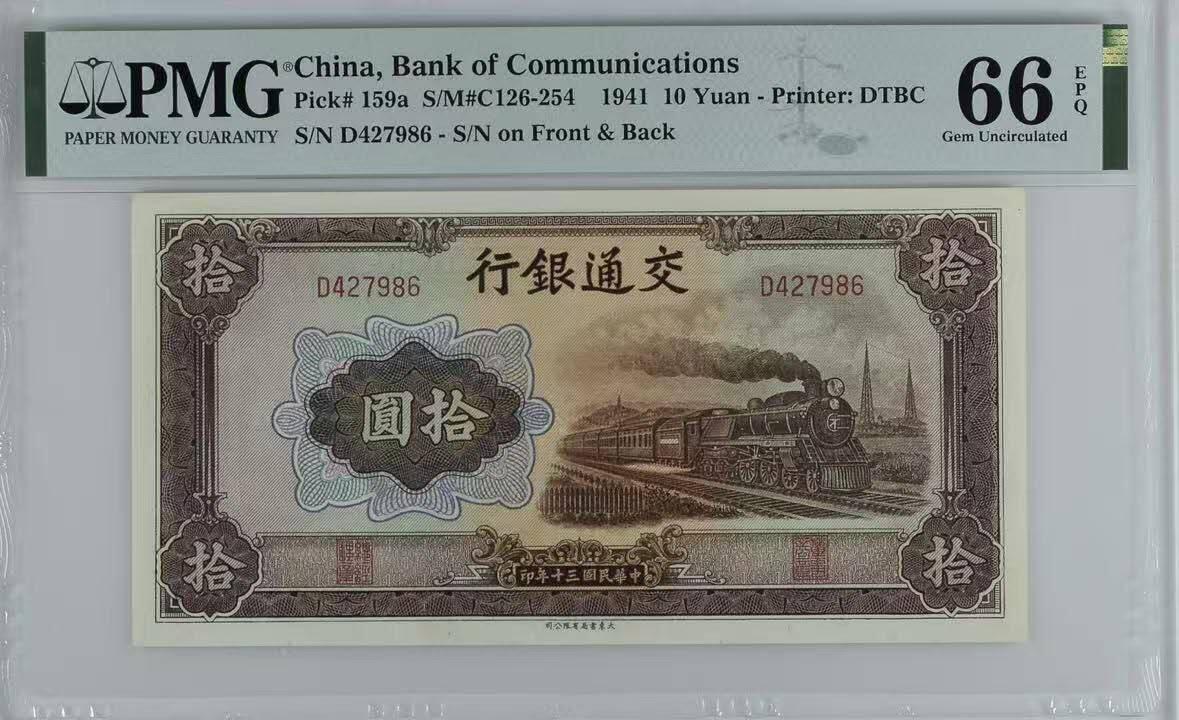 PMG®
PAPER MONEY GUARANTY
China, Bank of Communications
Pick# 159a S/M#C126-254 1941 10 Yuan - Printer: DTBC
S/N D427986 - S/N on Front & Back
66
EPQ
Gem Uncirculated
拾
拾
行銀通交
D427986
D427986
圓拾
拾
拾
印年十三國民華中
司公限有局書東大